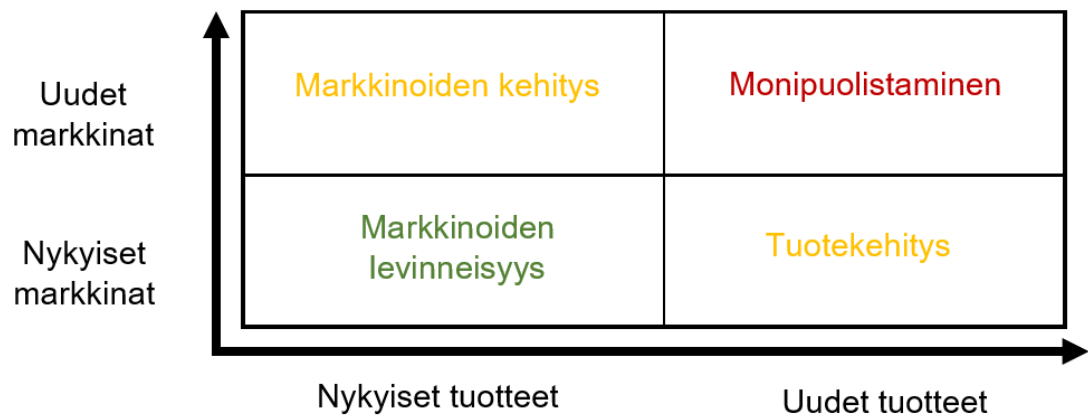 Uudet
markkinat
Markkinoiden kehitys
Monipuolistaminen
Nykyiset
markkinat
Markkinoiden
levinneisyys
Tuotekehitys
Nykyiset tuotteet
Uudet tuotteet